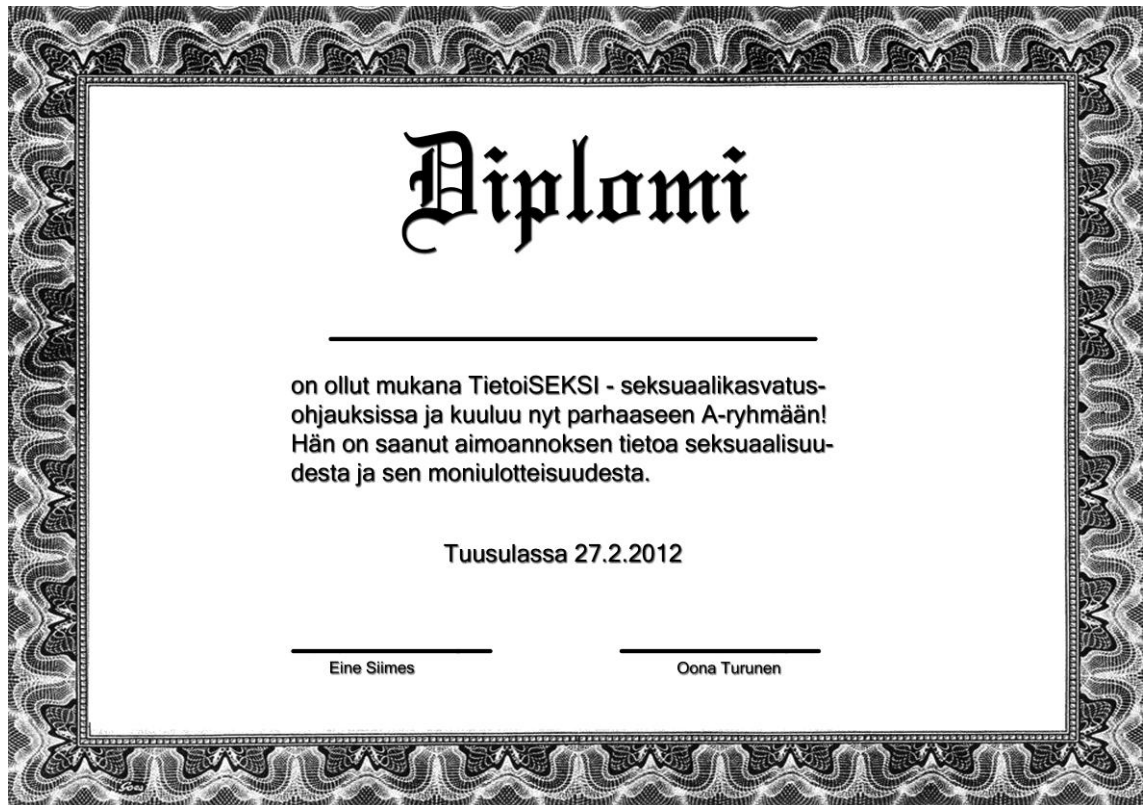 Diplomi
on ollut mukana TietoiSEKSI - seksuaalikasvatus-
ohjauksissa ja kuuluu nyt parhaaseen A-ryhmään!
Hän on saanut aimoannoksen tietoa seksuaalisuu-
desta ja sen moniulotteisuudesta.
Tuusulassa 27.2.2012
Eine Siimes Oona Turunen
Goes